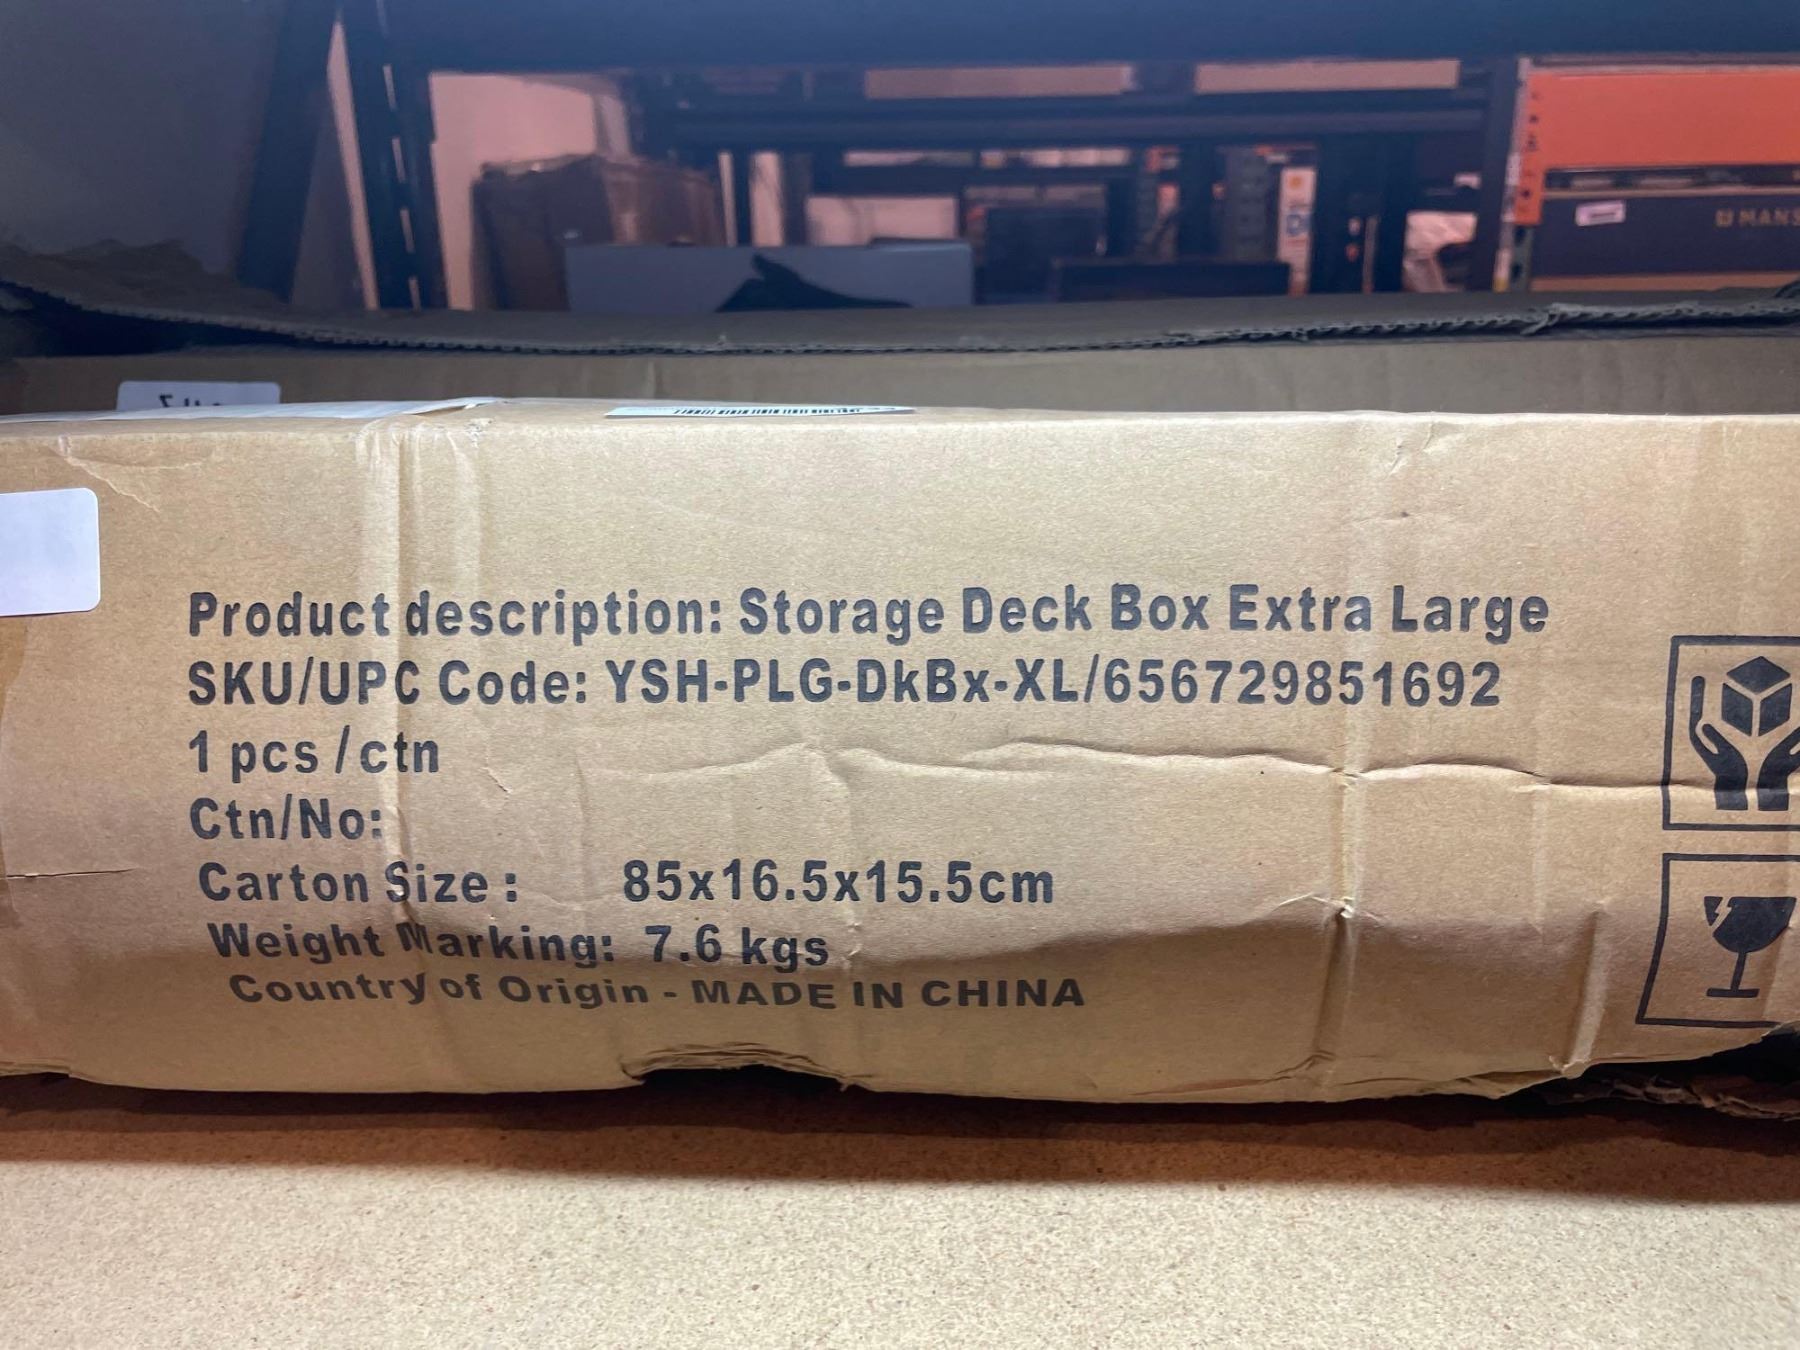 Product description: Storage Deck Box Extra Large
SKU/UPC Code: YSH-PLG-DkBx-XL/656729851692
1 pcs / ctn
Ctn/No:
Carton Size : 85x16.5x15.5cm
Weight Marking: 7.6 kgs
Country of Origin - MADE IN CHINA